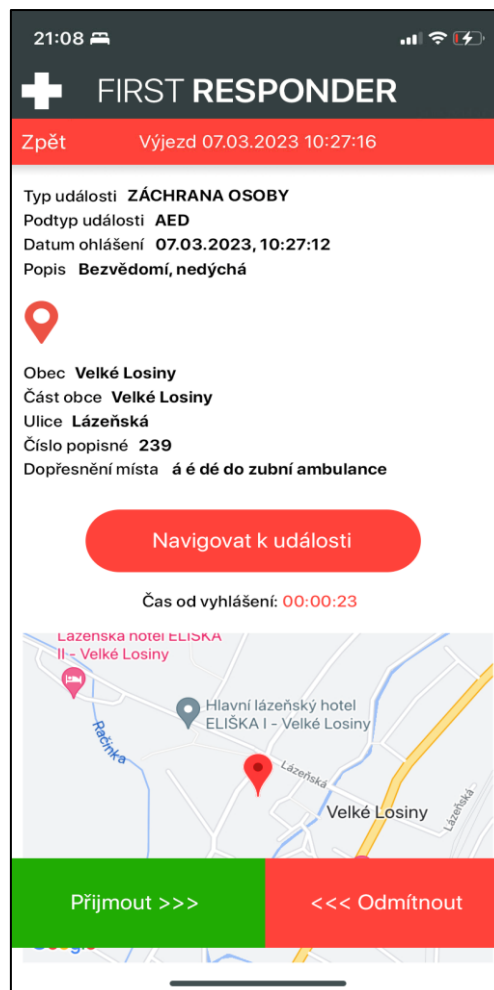 21:08
FIRST RESPONDER
Zpět Výjezd 07.03.2023 10:27:16
Typ události ZÁCHRANA OSOBY
Podtyp události AED
Datum ohlášení 07.03.2023, 10:27:12
Popis Bezvědomí, nedýchá
Obec Velké Losiny
Část obce Velké Losiny
Ulice Lázeňská
Číslo popisné 239
Dopřesnění místa á é dé do zubní ambulance
Navigovat k události
Čas od vyhlášení: 00:00:23
Lázeňská hotel ELIŠKA
II - Velké Losiny
Hlavní lázeňský hotel
ELIŠKA I - Velké Losiny
Račinka
Lázeňská
Lázeňská
Velké Losiny
Přijmout >>> <<< Odmítnout